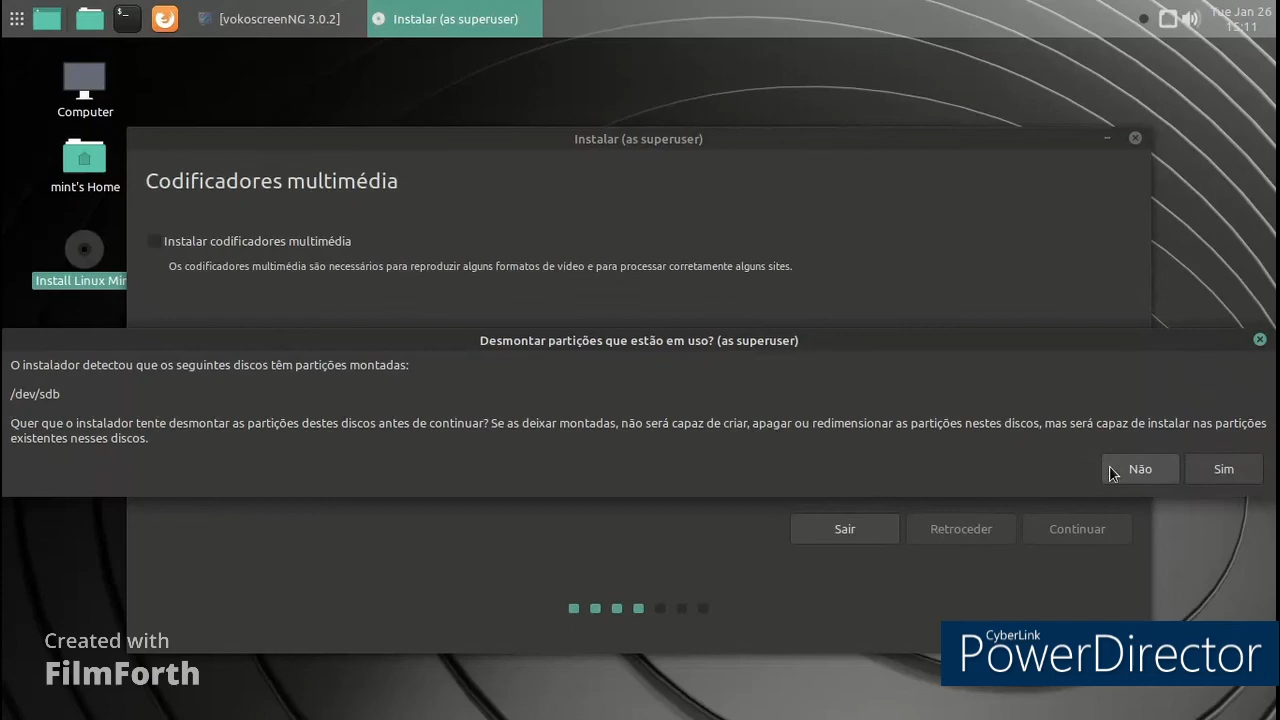 [vokoscreenNG 3.0.2]
Instalar (as superuser)
Tue Jan 26
15:11
Computer
mint's Home
Install Linux Min
Instalar (as superuser)
Codificadores multimédia
Instalar codificadores multimédia
Os codificadores multimédia são necessários para reproduzir alguns formatos de vídeo e para processar corretamente alguns sites.
Desmontar partições que estão em uso? (as superuser)
O instalador detectou que os seguintes discos têm partições montadas:
/dev/sdb
Quer que o instalador tente desmontar as partições destes discos antes de continuar? Se as deixar montadas, não será capaz de criar, apagar ou redimensionar as partições nestes discos, mas será capaz de instalar nas partições
existentes nesses discos.
Não
Sim
Sair
Retroceder
Continuar
Created with
FilmForth
CyberLink
PowerDirector